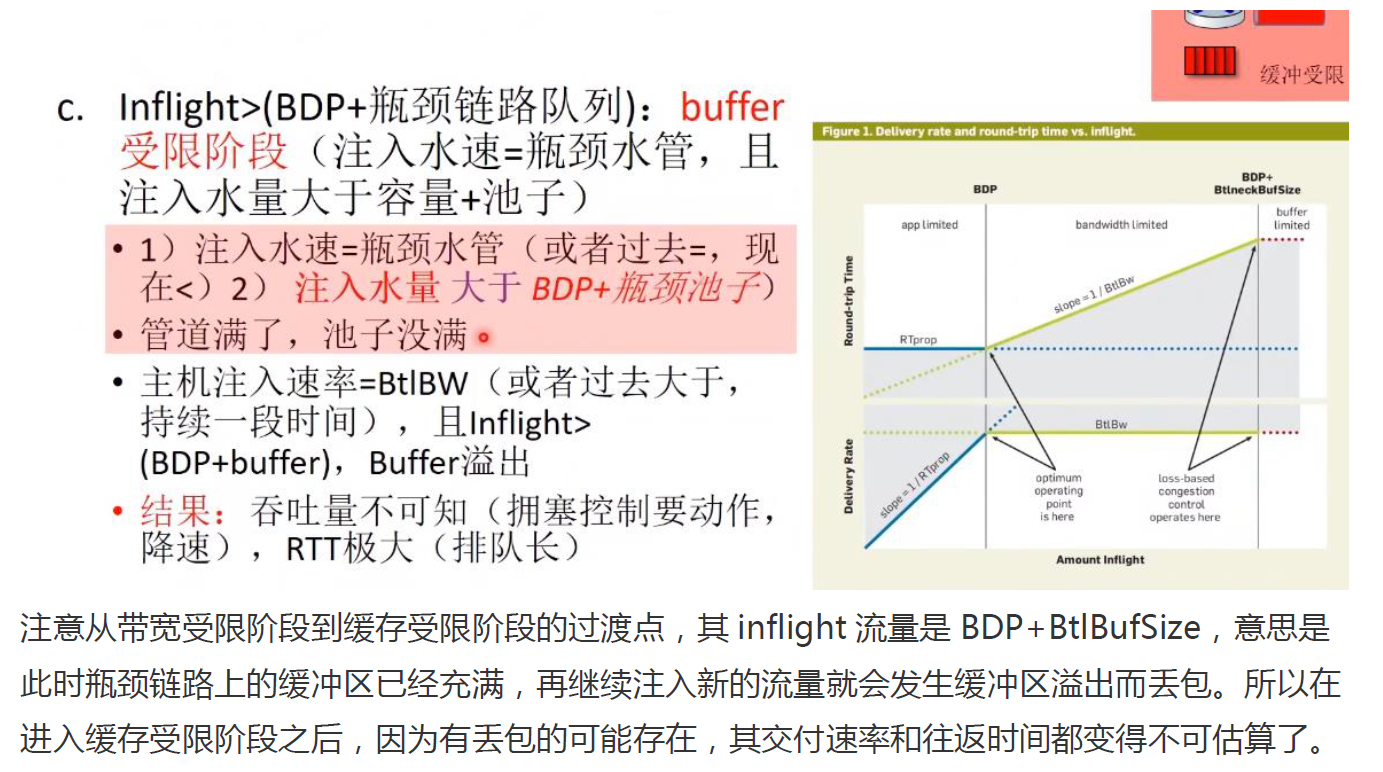 缓冲受限
c. Inflight>(BDP+瓶颈链路队列)：buffer
受限阶段（注入水速=瓶颈水管，且
注入水量大于容量+池子）
• 1）注入水速=瓶颈水管（或者过去=，现
在<）2） 注入水量 大于 BDP+瓶颈池子）
• 管道满了，池子没满
• 主机注入速率=BtlBW（或者过去大于，
持续一段时间），且Inflight>
(BDP+buffer)，Buffer溢出
• 结果：吞吐量不可知（拥塞控制要动作，
降速），RTT极大（排队长）
Figure 1. Delivery rate and round-trip time vs. inflight.
BDP
BDP+
BtlneckBufSize
app limited
bandwidth limited
buffer
limited
Round-trip Time
slope = 1 / BtlBw
RTprop
Delivery Rate
slope = 1 / RTprop
BtlBw
optimum
operating
point
is here
loss-based
congestion
control
operates here
Amount Inflight
注意从带宽受限阶段到缓存受限阶段的过渡点，其 inflight 流量是 BDP+BtlBufSize，意思是
此时瓶颈链路上的缓冲区已经充满，再继续注入新的流量就会发生缓冲区溢出而丢包。所以在
进入缓存受限阶段之后，因为有丢包的可能存在，其交付速率和往返时间都变得不可估算了。